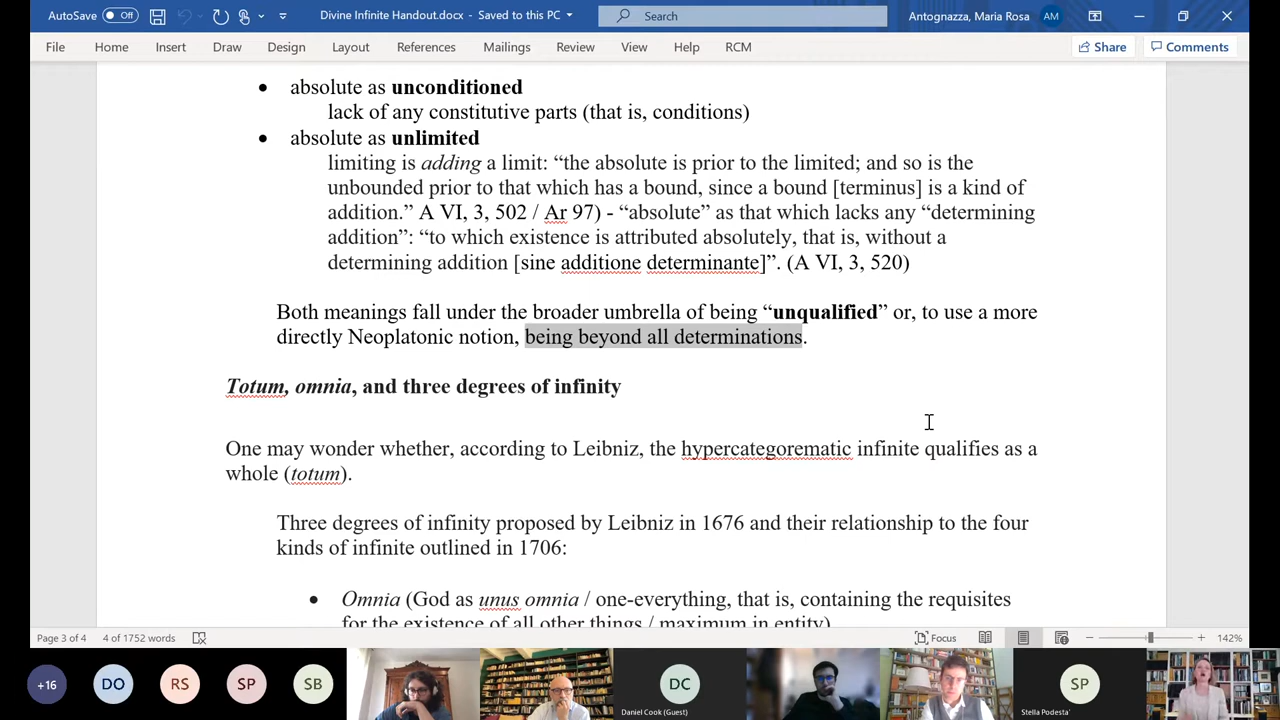 AutoSave Off Divine Infinite Handout.docx - Saved to this PC Search Antognazza, Maria Rosa AM
File Home Insert Draw Design Layout References Mailings Review View Help RCM Share Comments
• absolute as unconditioned
lack of any constitutive parts (that is, conditions)
• absolute as unlimited
limiting is adding a limit: “the absolute is prior to the limited; and so is the
unbounded prior to that which has a bound, since a bound [terminus] is a kind of
addition.” A VI, 3, 502 / Ar 97) - “absolute” as that which lacks any “determining
addition”: “to which existence is attributed absolutely, that is, without a
determining addition [sine additione determinante]”. (A VI, 3, 520)
Both meanings fall under the broader umbrella of being “unqualified” or, to use a more
directly Neoplatonic notion, being beyond all determinations.
Totum, omnia, and three degrees of infinity
One may wonder whether, according to Leibniz, the hypercategorematic infinite qualifies as a
whole (totum).
Three degrees of infinity proposed by Leibniz in 1676 and their relationship to the four
kinds of infinite outlined in 1706:
• Omnia (God as unus omnia / one-everything, that is, containing the requisites
for the existence of all other things / maximum in entity)
Page 3 of 4 4 of 1752 words Focus 142%
+16 DO RS SP SB DC SP
Daniel Cook (Guest) Stella Podesta'